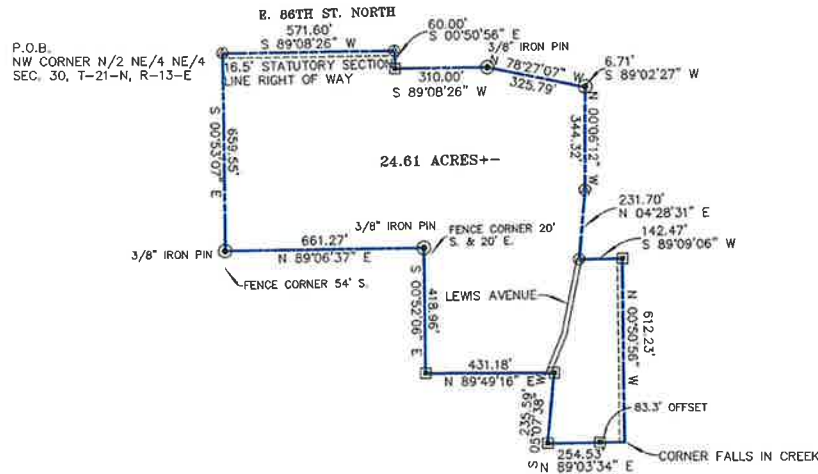 E. 86TH ST. NORTH
571.60'
S 89°08'26" W
60.00'
S 00°50'56" E
P.O.B.
NW CORNER N/2 NE/4 NE/4
SEC. 30, T-21-N, R-13-E
16.5' STATUTORY SECTION
LINE RIGHT OF WAY
310.00'
S 89°08'26" W
3/8" IRON PIN
N 78°27'07" W
325.79'
6.71'
S 89°02'27" W
S 00°53'07" E
659.55'
N 00°06'12" W
344.32'
24.61 ACRES+-
231.70'
N 04°28'31" E
142.47'
S 89°09'06" W
3/8" IRON PIN
661.27'
N 89°06'37" E
3/8" IRON PIN
FENCE CORNER 20'
S. & 20' E.
FENCE CORNER 54' S.
S 00°52'06" E
418.96'
LEWIS AVENUE
N 00°50'56" W
612.23'
431.18'
N 89°49'16" E
S 05°07'38" W
235.59'
83.3' OFFSET
254.53'
N 89°03'34" E
CORNER FALLS IN CREEK